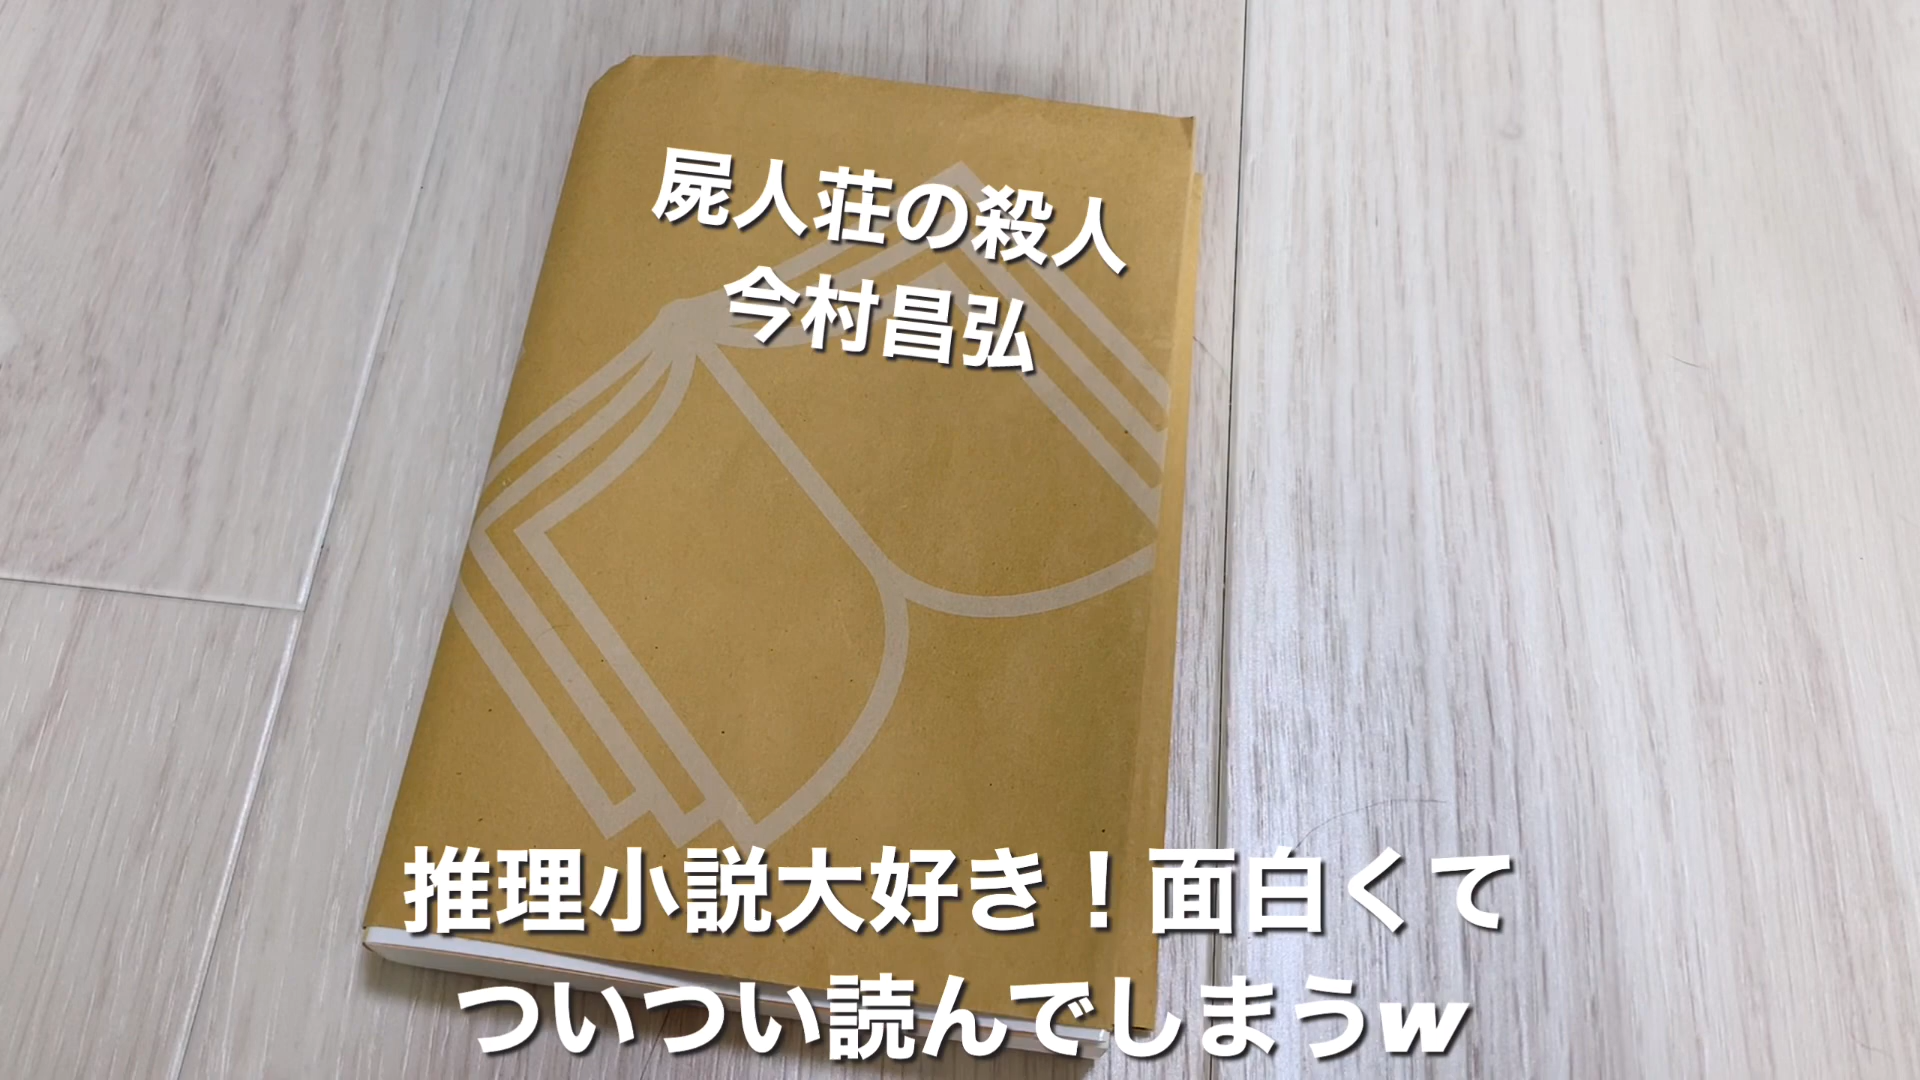 屍人荘の殺人
今村昌弘
推理小説大好き！面白くて
ついつい読んでしまうw